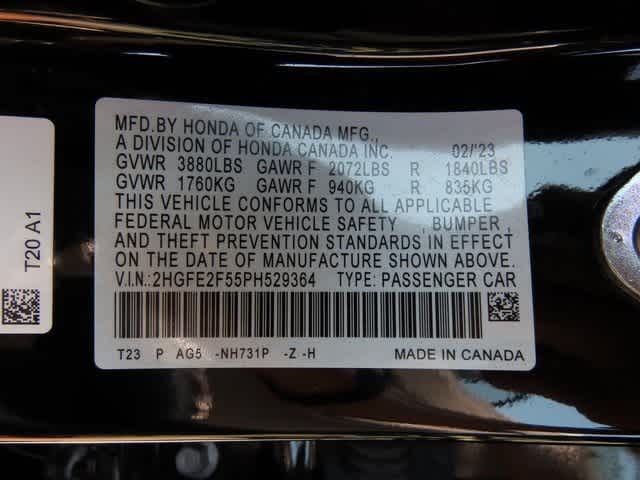 MFD.BY HONDA OF CANADA MFG.,
A DIVISION OF HONDA CANADA INC. 02/'23
GVWR 3880LBS GAWR F 2072LBS R 1840LBS
GVWR 1760KG GAWR F 940KG R 835KG
THIS VEHICLE CONFORMS TO ALL APPLICABLE
FEDERAL MOTOR VEHICLE SAFETY , BUMPER ,
AND THEFT PREVENTION STANDARDS IN EFFECT
ON THE DATE OF MANUFACTURE SHOWN ABOVE.
V.I.N.:2HGFE2F55PH529364 TYPE: PASSENGER CAR
T23 P AG5 -NH731P -Z -H MADE IN CANADA
T20 A1